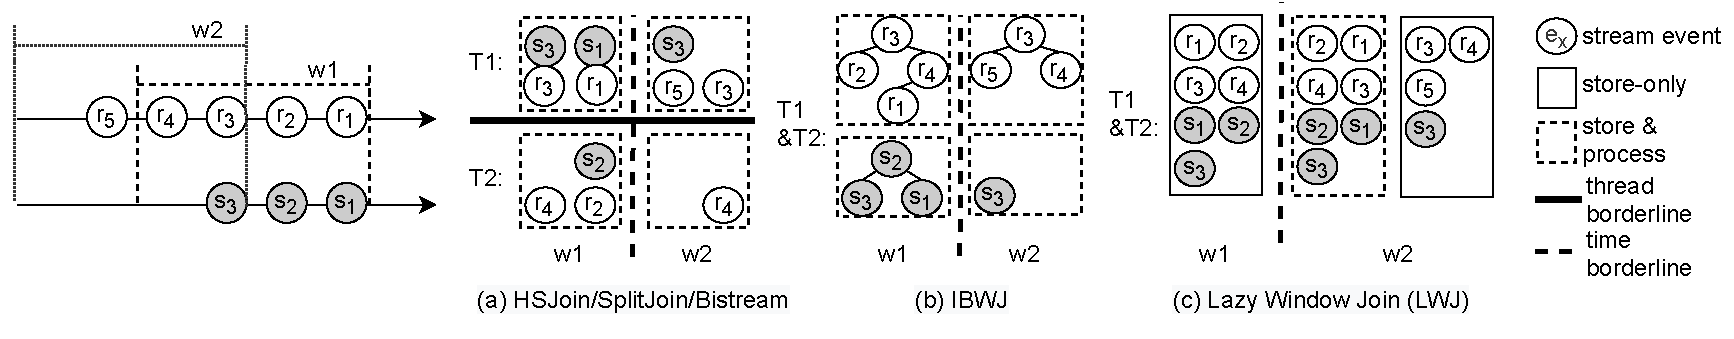 w2
w1
r5 r4 r3 r2 r1
s3 s2 s1
T1:
s3 s1
r3 r1
s3
r5 r3
T2:
s2
r4 r2
r4
w1
w2
(a) HSJoin/SplitJoin/Bistream
T1
&T2:
r3
r2 r4
r1
r3
r5 r4
s2
s3 s1
s3
w1
w2
(b) IBWJ
T1
&T2:
r1 r2
r3 r4
s1 s2
s3
r2 r1
r4 r3
s2 s1
s3
r3 r4
r5
s3
w1
w2
(c) Lazy Window Join (LWJ)
ex stream event
store-only
store &
process
thread
borderline
time
borderline